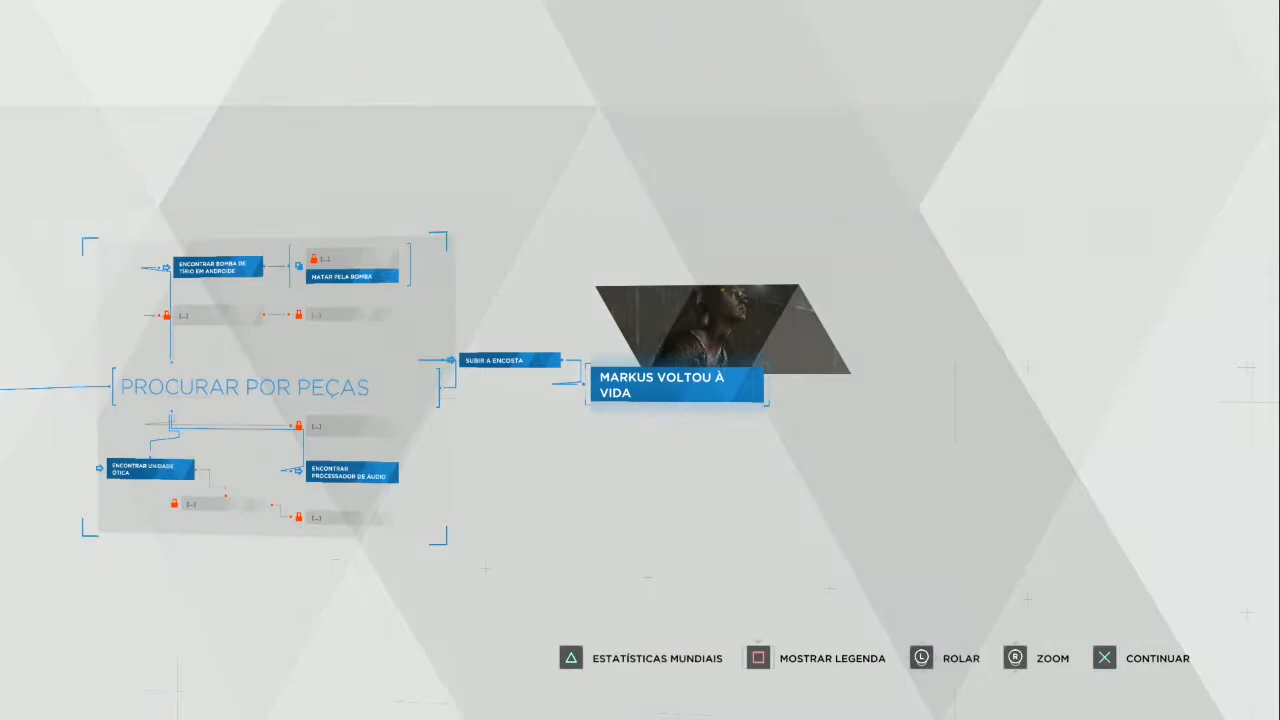 ENCONTRAR BOMBA DE
TÍRIO EM ANDROIDE
[...]
MATAR PELA BOMBA
[...]
[...]
SUBIR A ENCOSTA
PROCURAR POR PEÇAS
MARKUS VOLTOU À
VIDA
[...]
ENCONTRAR UNIDADE
ÓTICA
ENCONTRAR
PROCESSADOR DE ÁUDIO
[...]
[...]
ESTATÍSTICAS MUNDIAIS
MOSTRAR LEGENDA
L
ROLAR
R
ZOOM
CONTINUAR